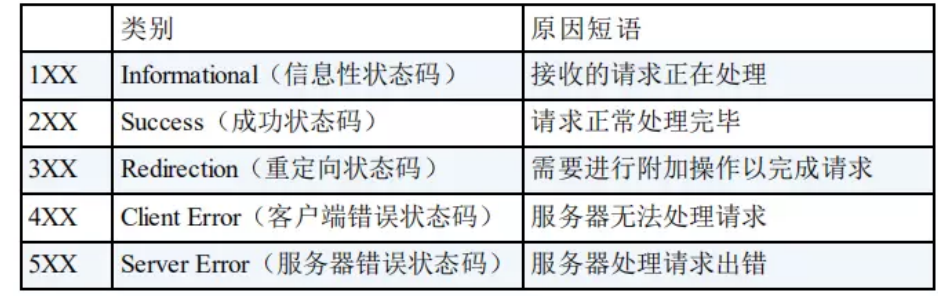 类别 原因短语
1XX Informational（信息性状态码） 接收的请求正在处理
2XX Success（成功状态码） 请求正常处理完毕
3XX Redirection（重定向状态码） 需要进行附加操作以完成请求
4XX Client Error（客户端错误状态码） 服务器无法处理请求
5XX Server Error（服务器错误状态码） 服务器处理请求出错